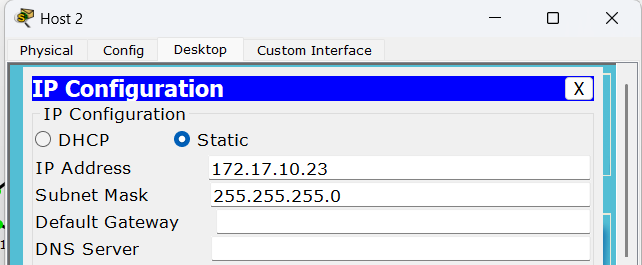 Host 2
Physical Config Desktop Custom Interface
IP Configuration X
IP Configuration
DHCP Static
IP Address 172.17.10.23
Subnet Mask 255.255.255.0
Default Gateway
DNS Server